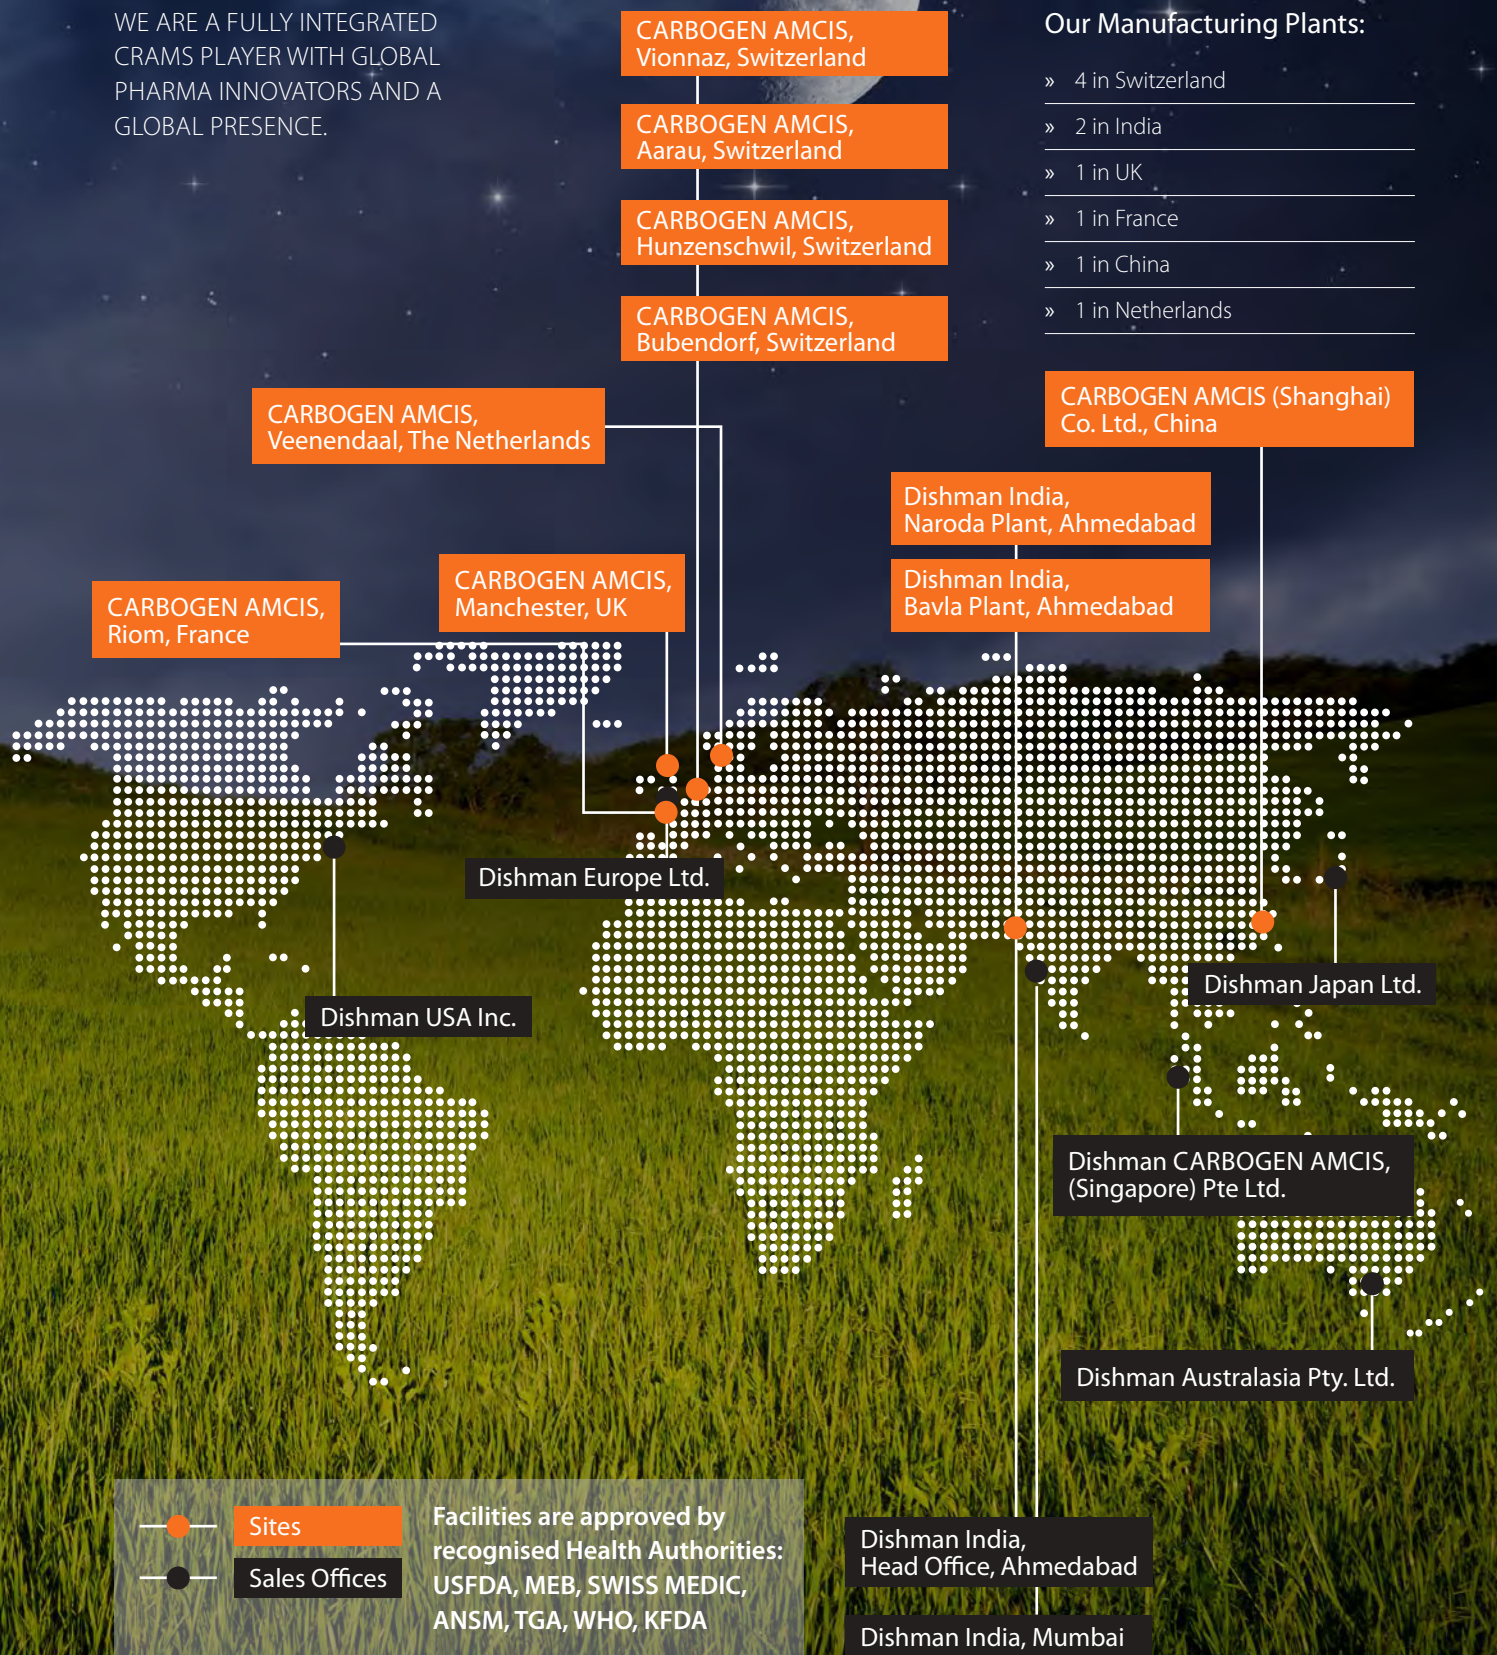 WE ARE A FULLY INTEGRATED
CRAMS PLAYER WITH GLOBAL
PHARMA INNOVATORS AND A
GLOBAL PRESENCE.
CARBOGEN AMCIS,
Vionnaz, Switzerland
CARBOGEN AMCIS,
Aarau, Switzerland
CARBOGEN AMCIS,
Hunzenschwil, Switzerland
CARBOGEN AMCIS,
Bubendorf, Switzerland
Our Manufacturing Plants:
» 4 in Switzerland
» 2 in India
» 1 in UK
» 1 in France
» 1 in China
» 1 in Netherlands
CARBOGEN AMCIS,
Veenendaal, The Netherlands
CARBOGEN AMCIS (Shanghai)
Co. Ltd., China
Dishman India,
Naroda Plant, Ahmedabad
Dishman India,
Bavla Plant, Ahmedabad
CARBOGEN AMCIS,
Manchester, UK
CARBOGEN AMCIS,
Riom, France
Dishman Europe Ltd.
Dishman Japan Ltd.
Dishman USA Inc.
Dishman CARBOGEN AMCIS,
(Singapore) Pte Ltd.
Dishman Australasia Pty. Ltd.
Sites
Sales Offices
Facilities are approved by
recognised Health Authorities:
USFDA, MEB, SWISS MEDIC,
ANSM, TGA, WHO, KFDA
Dishman India,
Head Office, Ahmedabad
Dishman India, Mumbai